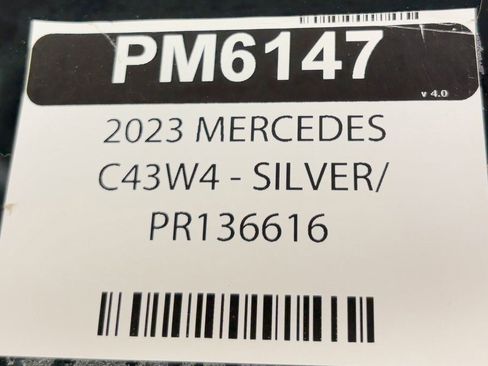 PM6147
v 4.0
2023 MERCEDES
C43W4 - SILVER/
PR136616